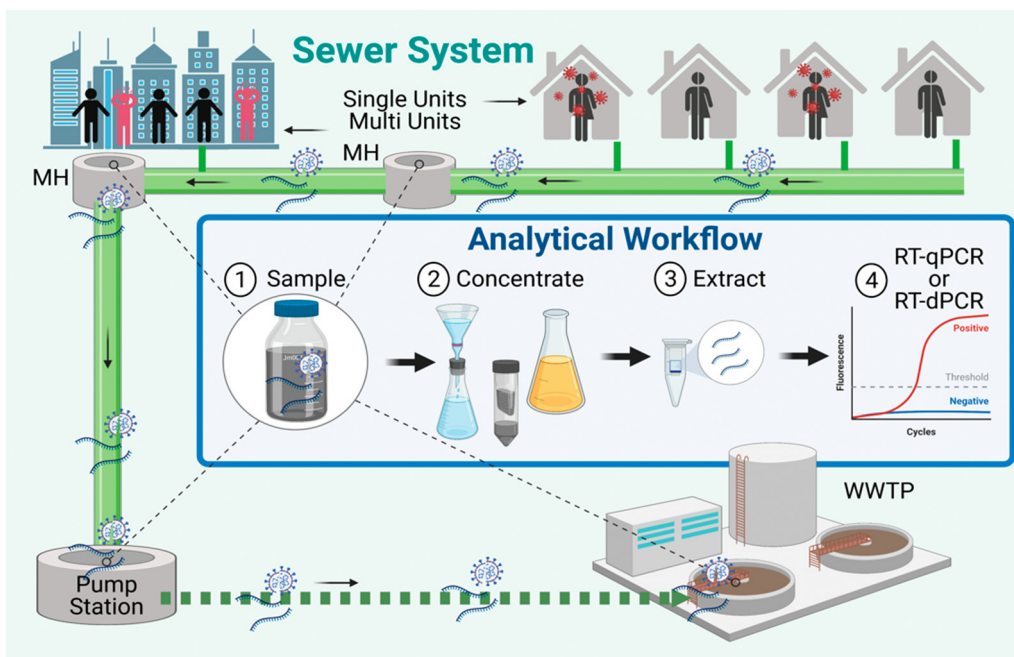 Sewer System
Single Units
Multi Units
MH
MH
Analytical Workflow
1 Sample
2 Concentrate
3 Extract
4 RT-qPCR
or
RT-dPCR
Positive
Threshold
Negative
Fluorescence
Cycles
WWTP
Pump
Station